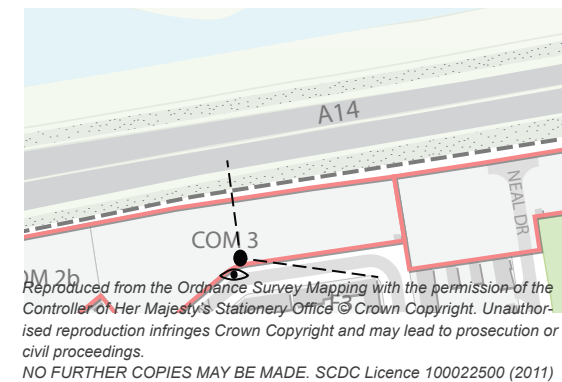 A14
NEAL DR
COM 3
OM 2b
Reproduced from the Ordnance Survey Mapping with the permission of the
Controller of Her Majesty's Stationery Office © Crown Copyright. Unauthor-
ised reproduction infringes Crown Copyright and may lead to prosecution or
civil proceedings.
NO FURTHER COPIES MAY BE MADE. SCDC Licence 100022500 (2011)